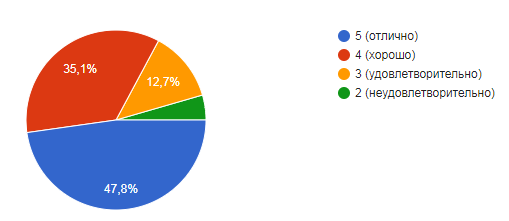 5 (отлично)
4 (хорошо)
3 (удовлетворительно)
2 (неудовлетворительно)
35,1%
12,7%
47,8%